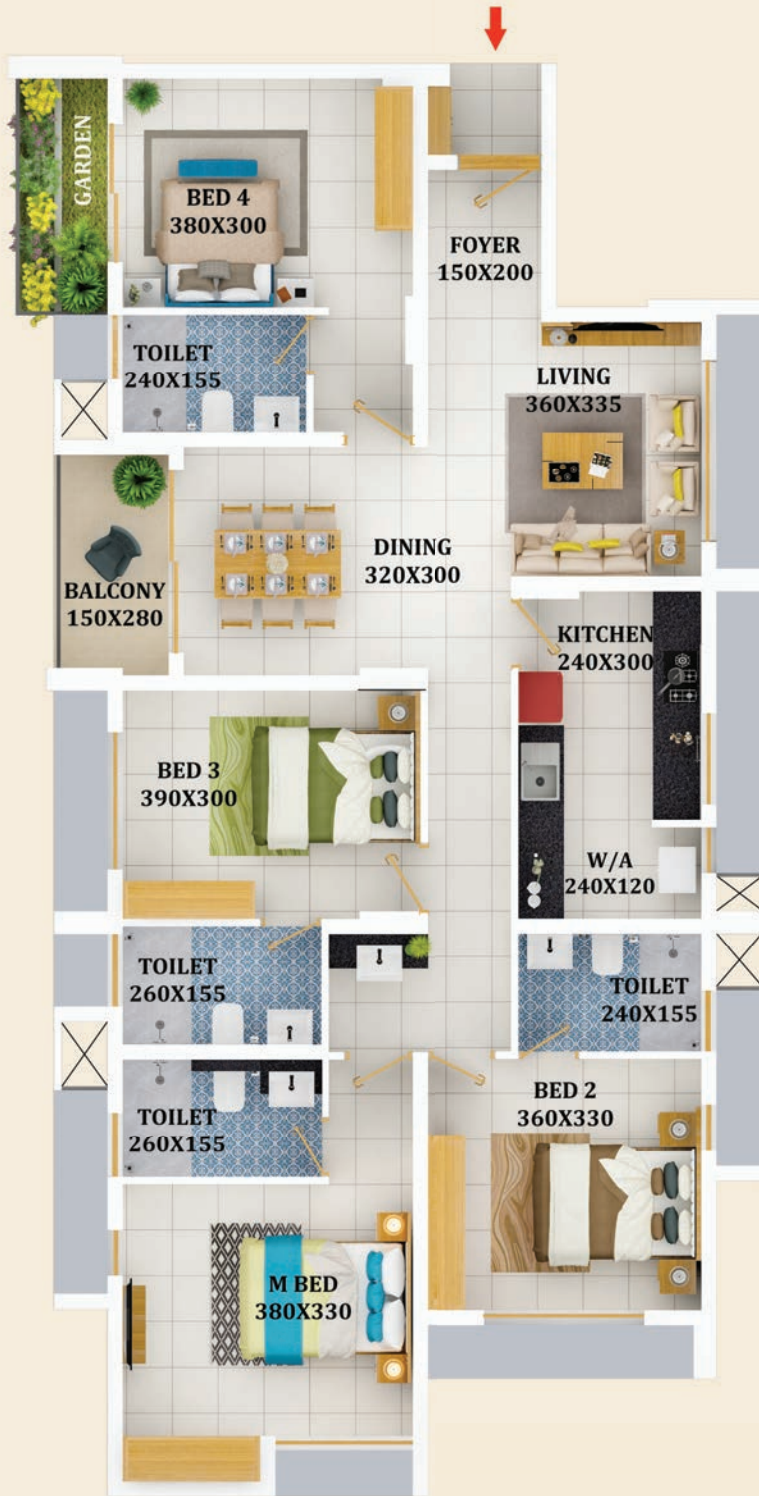 GARDEN
BED 4
380X300
FOYER
150X200
TOILET
240X155
LIVING
360X335
DINING
320X300
BALCONY
150X280
KITCHEN
240X300
BED 3
390X300
W/A
240X120
TOILET
260X155
TOILET
240X155
TOILET
260X155
BED 2
360X330
M BED
380X330